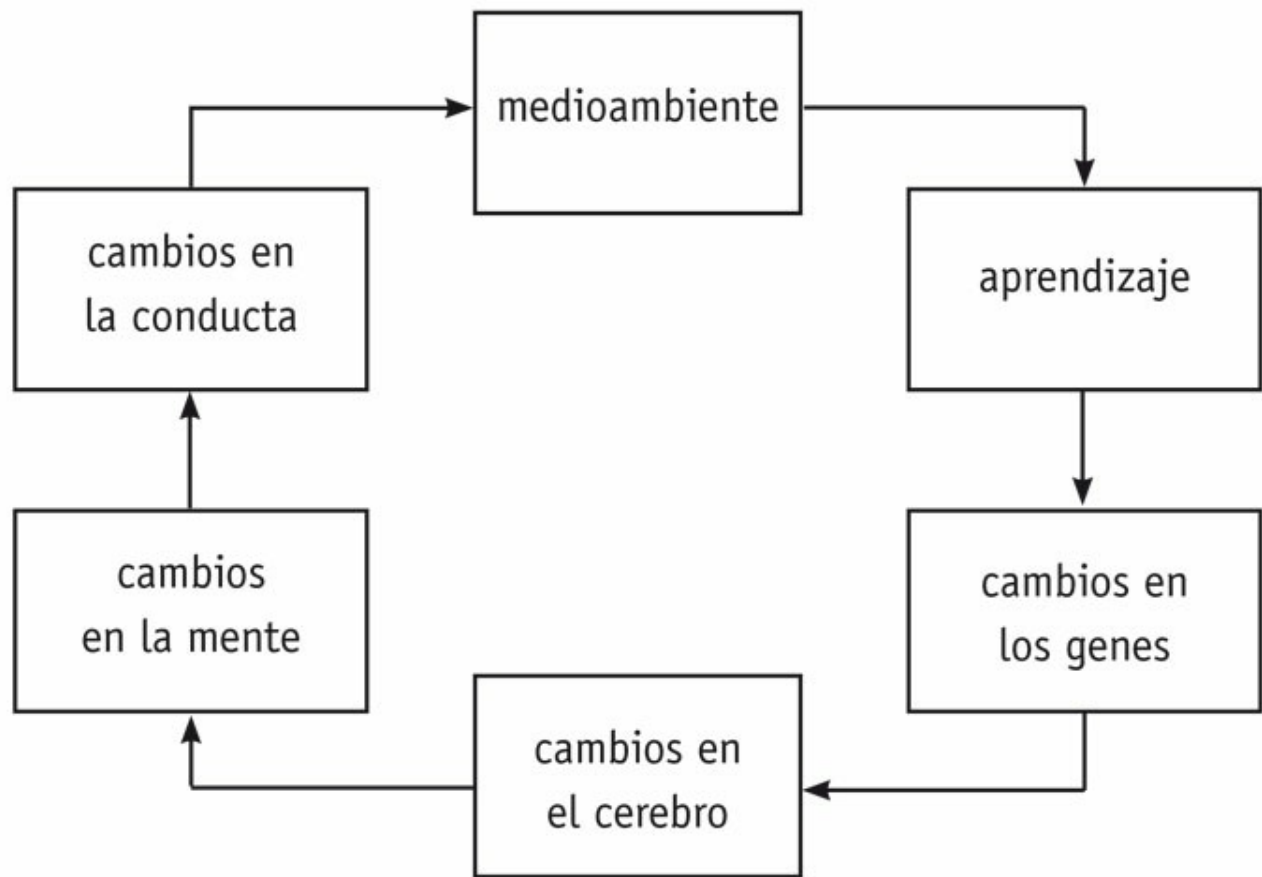 medioambiente
aprendizaje
cambios en
los genes
cambios en
el cerebro
cambios
en la mente
cambios en
la conducta